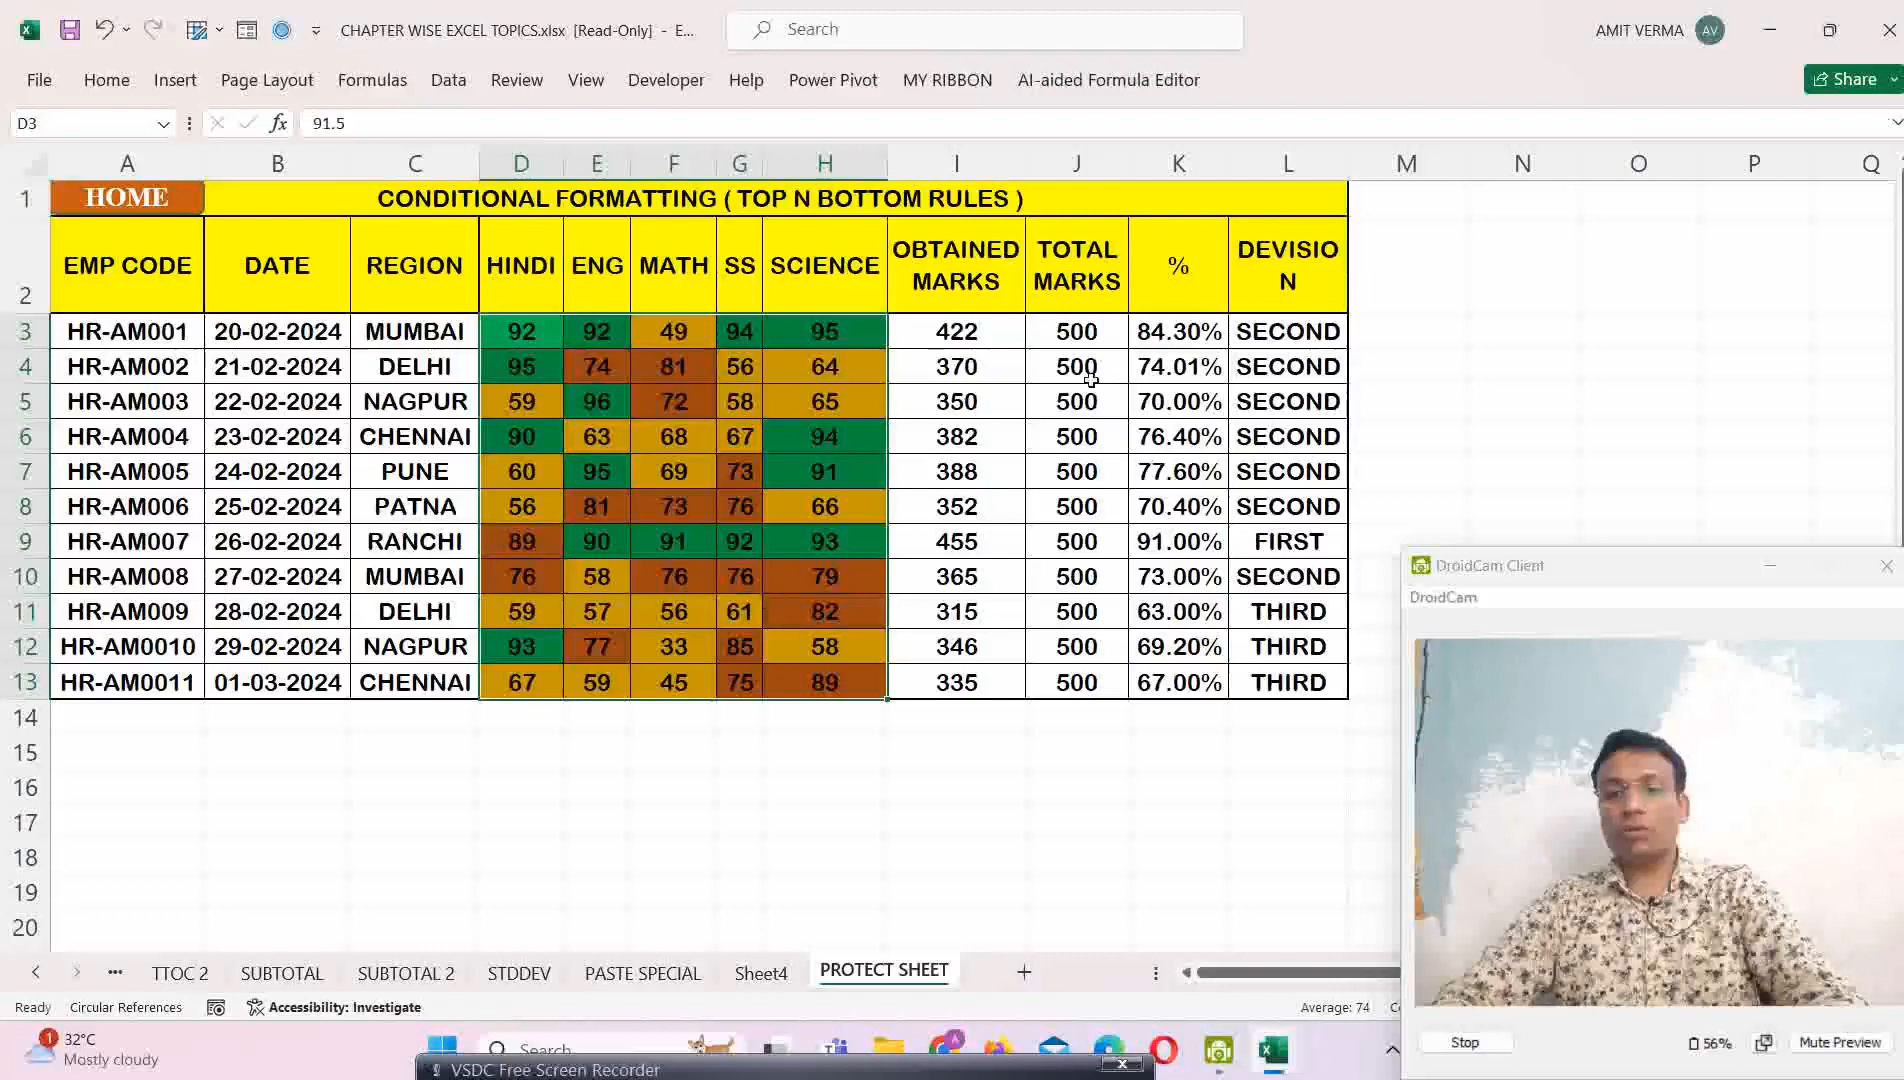 CHAPTER WISE EXCEL TOPICS.xlsx [Read-Only] - E...
Search
AMIT VERMA AV
File Home Insert Page Layout Formulas Data Review View Developer Help Power Pivot MY RIBBON AI-aided Formula Editor Share
D3 fx 91.5
A B C D E F G H I J K L M N O P Q
1 HOME CONDITIONAL FORMATTING ( TOP N BOTTOM RULES )
2 EMP CODE DATE REGION HINDI ENG MATH SS SCIENCE OBTAINED MARKS TOTAL MARKS % DEVISIO N
3 HR-AM001 20-02-2024 MUMBAI 92 92 49 94 95 422 500 84.30% SECOND
4 HR-AM002 21-02-2024 DELHI 95 74 81 56 64 370 500 74.01% SECOND
5 HR-AM003 22-02-2024 NAGPUR 59 96 72 58 65 350 500 70.00% SECOND
6 HR-AM004 23-02-2024 CHENNAI 90 63 68 67 94 382 500 76.40% SECOND
7 HR-AM005 24-02-2024 PUNE 60 95 69 73 91 388 500 77.60% SECOND
8 HR-AM006 25-02-2024 PATNA 56 81 73 76 66 352 500 70.40% SECOND
9 HR-AM007 26-02-2024 RANCHI 89 90 91 92 93 455 500 91.00% FIRST
10 HR-AM008 27-02-2024 MUMBAI 76 58 76 76 79 365 500 73.00% SECOND
11 HR-AM009 28-02-2024 DELHI 59 57 56 61 82 315 500 63.00% THIRD
12 HR-AM0010 29-02-2024 NAGPUR 93 77 33 85 58 346 500 69.20% THIRD
13 HR-AM0011 01-03-2024 CHENNAI 67 59 45 75 89 335 500 67.00% THIRD
14
15
16
17
18
19
20
DroidCam Client
DroidCam
Stop 56% Mute Preview
TTOC 2 SUBTOTAL SUBTOTAL 2 STDDEV PASTE SPECIAL Sheet4 PROTECT SHEET
Ready Circular References Accessibility: Investigate Average: 74
1 32°C
Mostly cloudy
Search
VSDC Free Screen Recorder